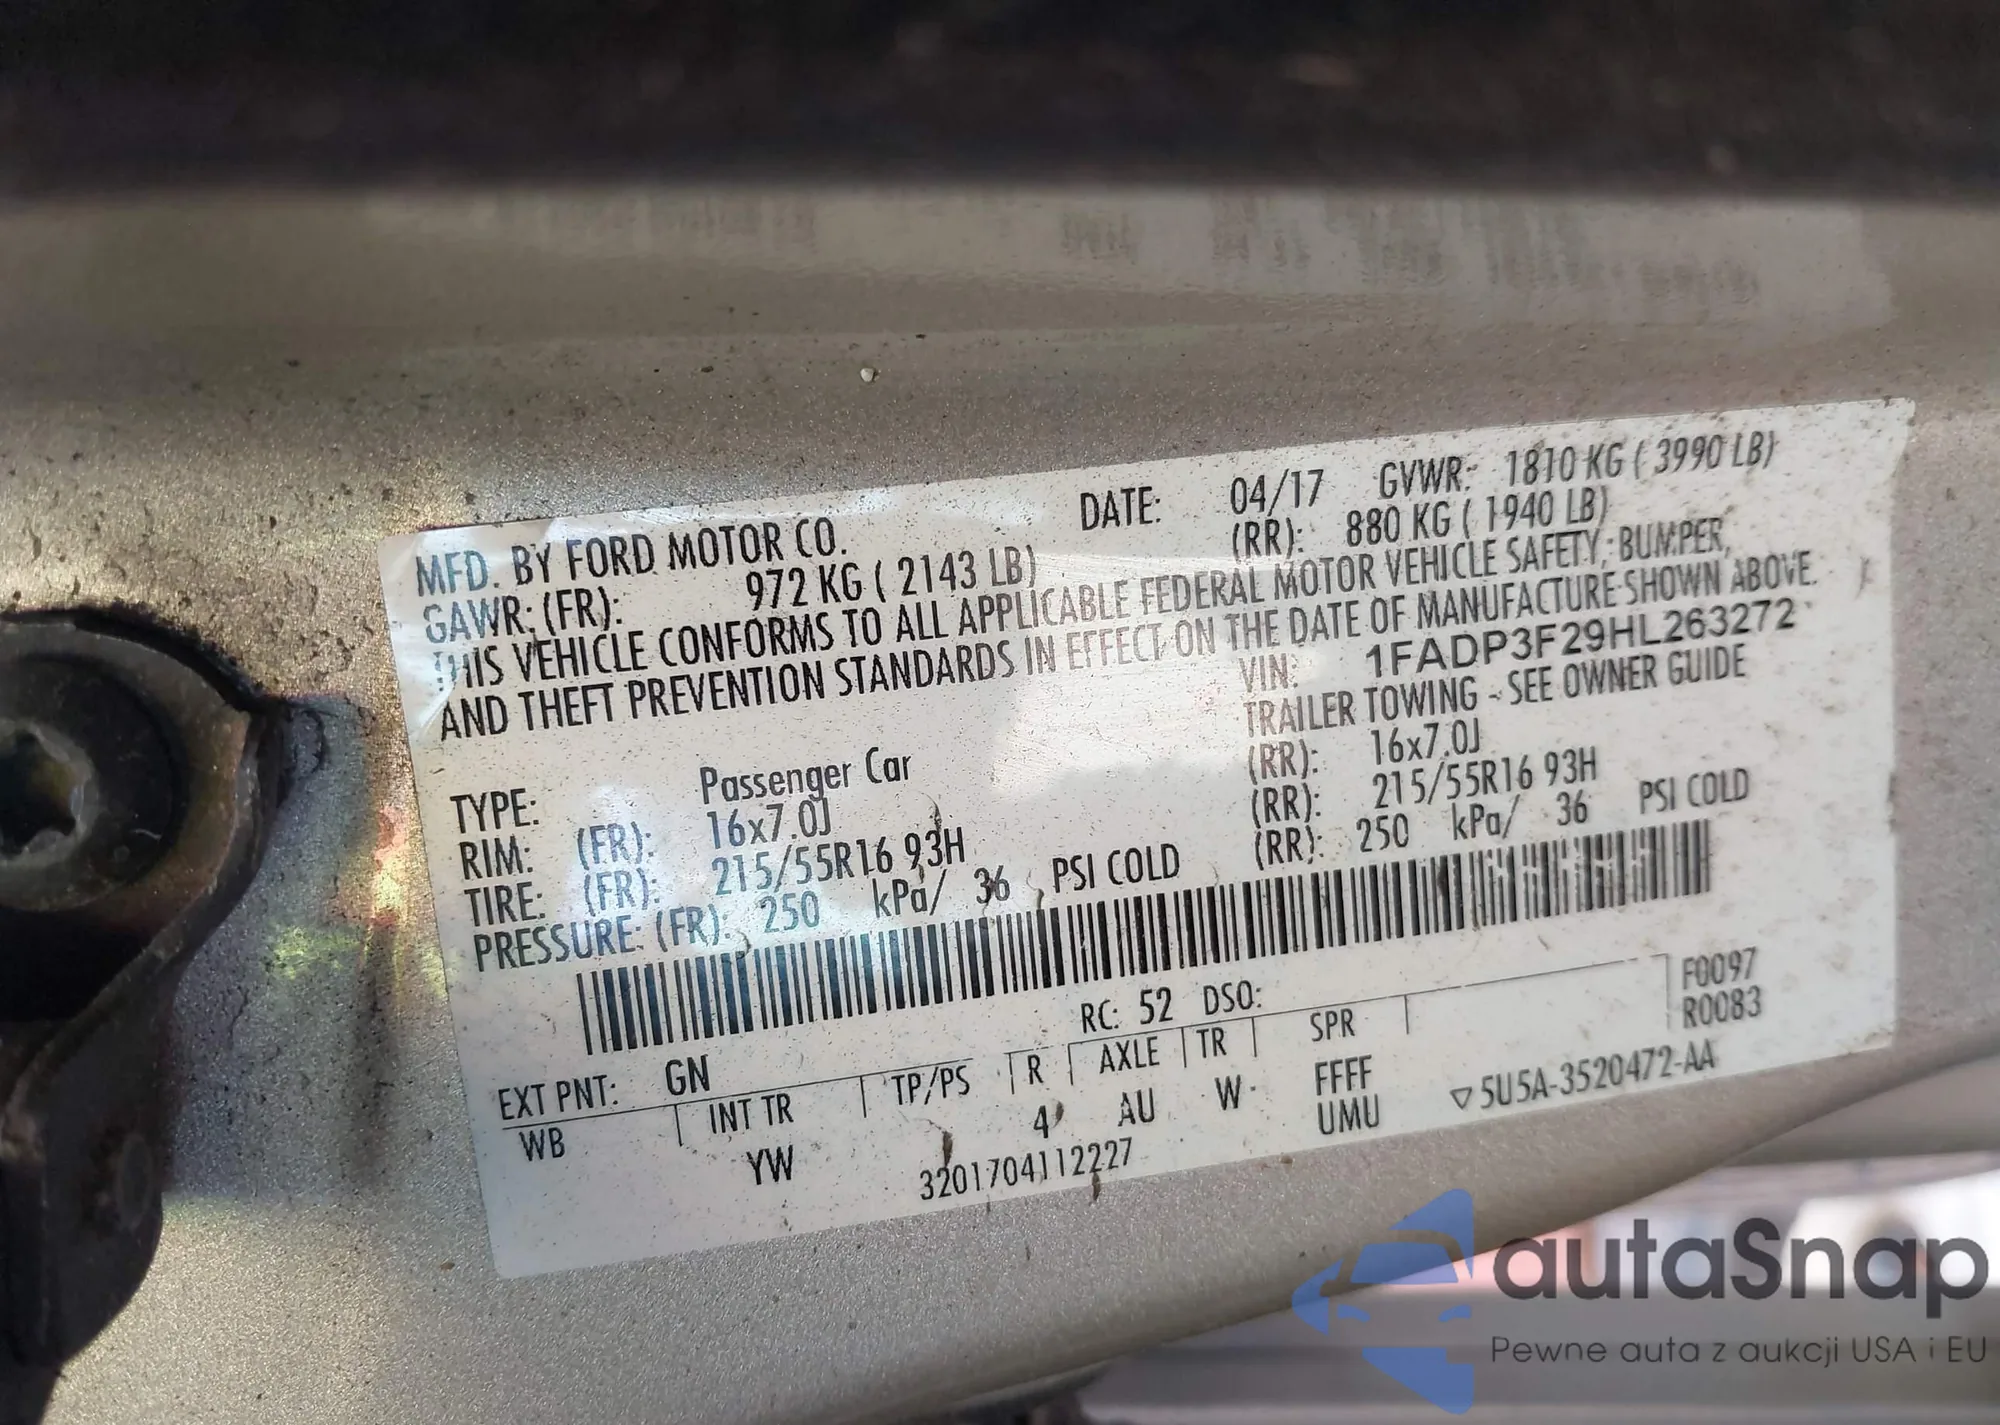 MFD. BY FORD MOTOR CO. DATE: 04/17 GVWR: 1810 KG ( 3990 LB)
GAWR: (FR): 972 KG ( 2143 LB) (RR): 880 KG ( 1940 LB)
THIS VEHICLE CONFORMS TO ALL APPLICABLE FEDERAL MOTOR VEHICLE SAFETY, BUMPER,
AND THEFT PREVENTION STANDARDS IN EFFECT ON THE DATE OF MANUFACTURE SHOWN ABOVE.
VIN: 1FADP3F29HL263272
TRAILER TOWING - SEE OWNER GUIDE
TYPE: Passenger Car
RIM: (FR): 16x7.0J (RR): 16x7.0J
TIRE: (FR): 215/55R16 93H (RR): 215/55R16 93H
PRESSURE: (FR): 250 kPa/ 36 PSI COLD (RR): 250 kPa/ 36 PSI COLD
F0097
EXT PNT: GN RC: 52 DSO: R0083
WB INT TR TP/PS R AXLE TR SPR
YW 4 AU W FFFF
UMU
3201704112227 ▽5U5A-3520472-AA
autaSnap
Pewne auta z aukcji USA i EU